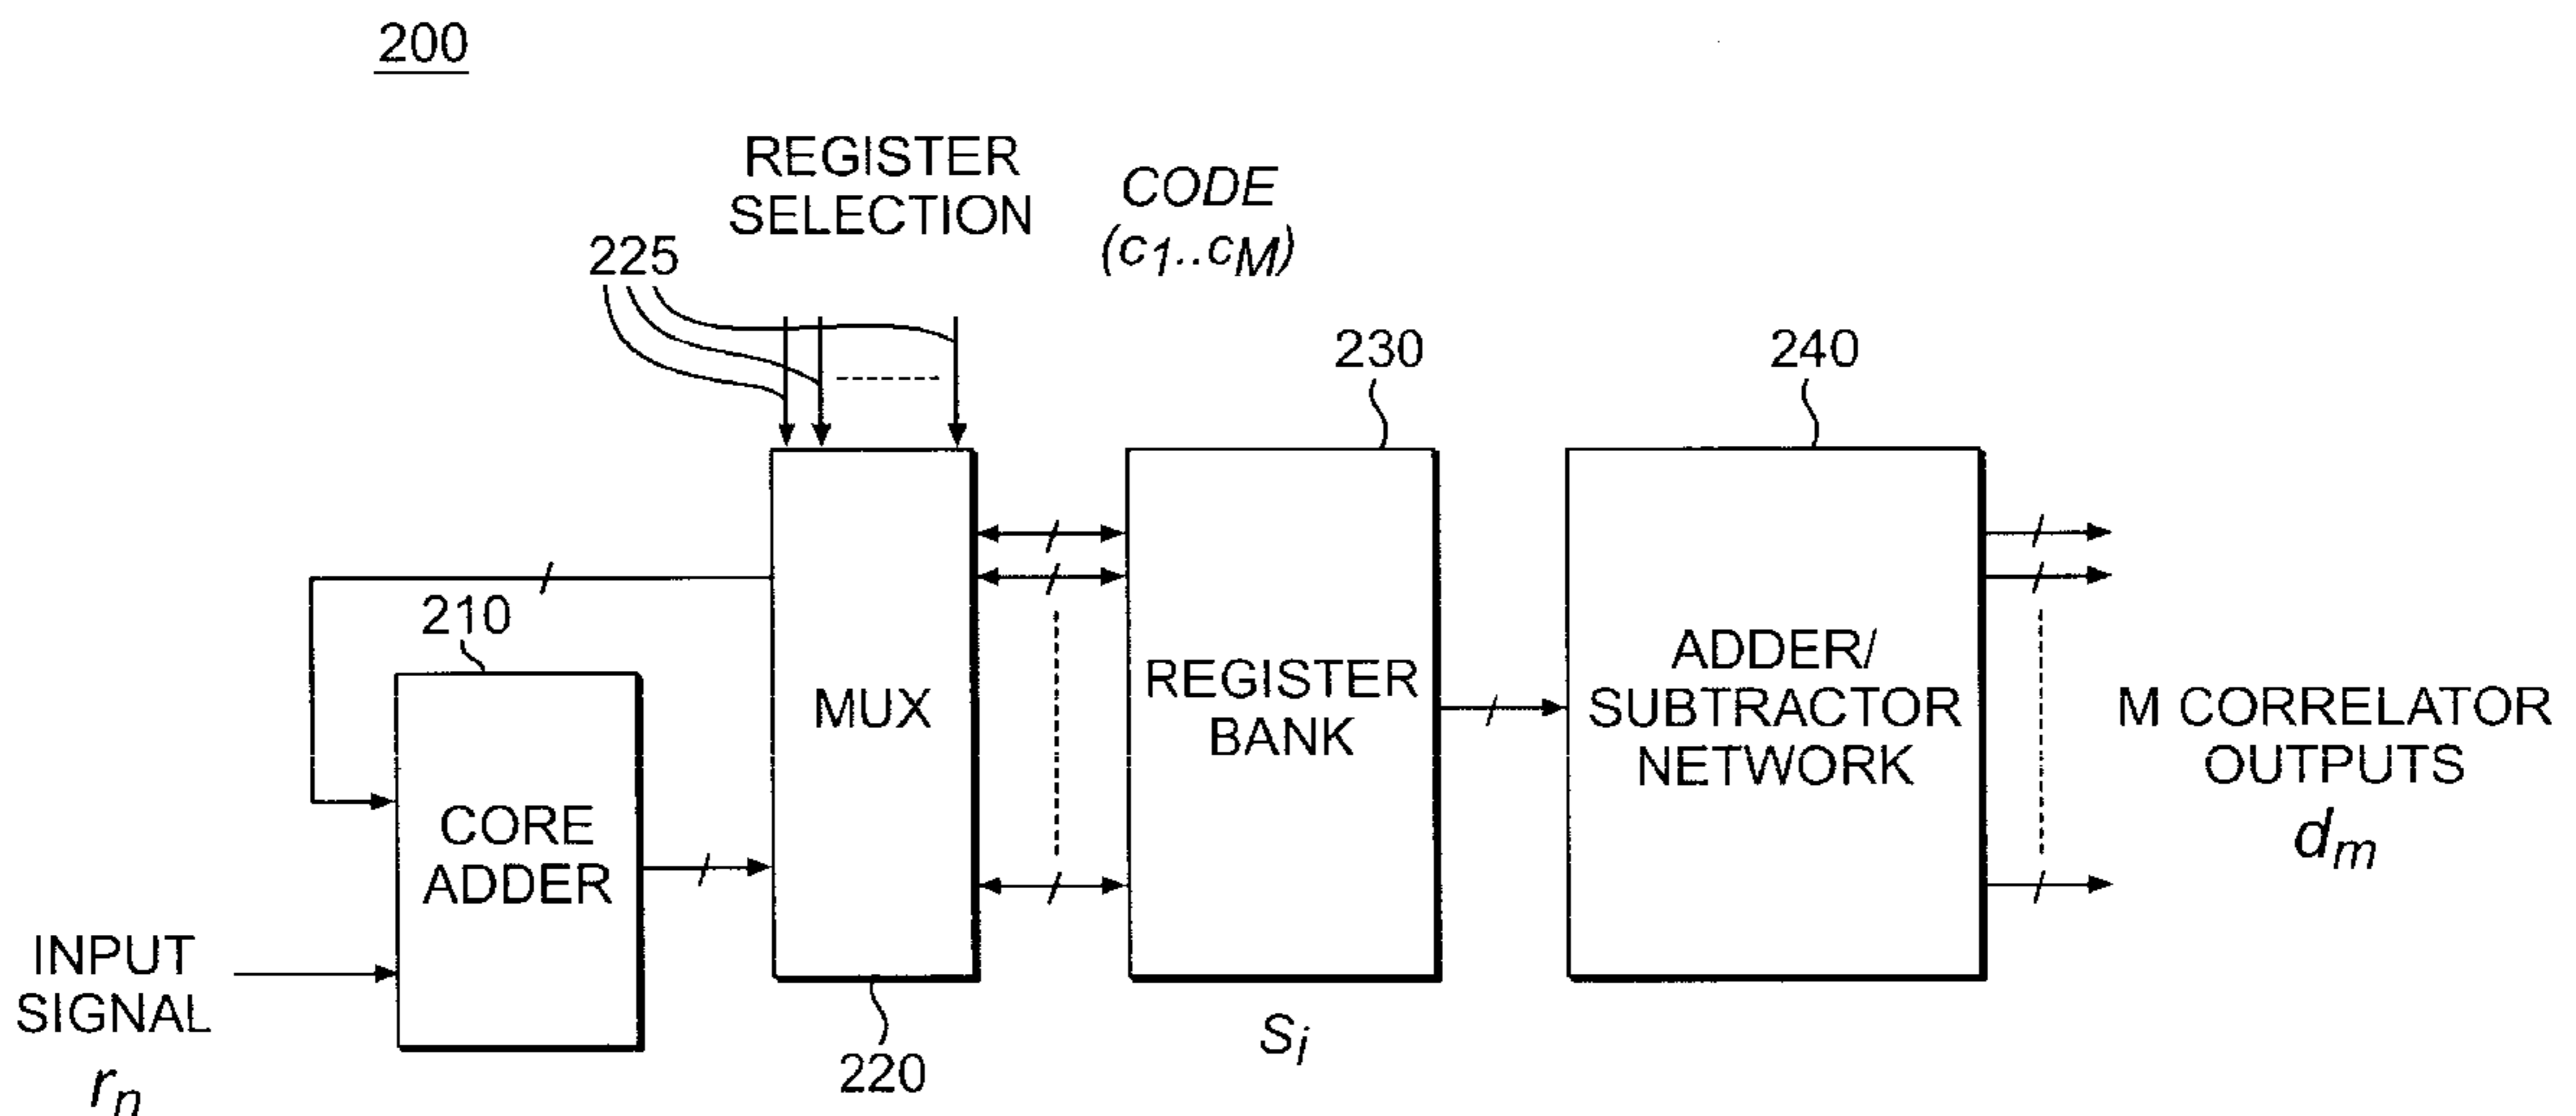 200
REGISTER
SELECTION
CODE
(c1..cM)
225
230
240
210
MUX
REGISTER
BANK
ADDER/
SUBTRACTOR
NETWORK
M CORRELATOR
OUTPUTS
dm
CORE
ADDER
INPUT
SIGNAL
rn
220
Si